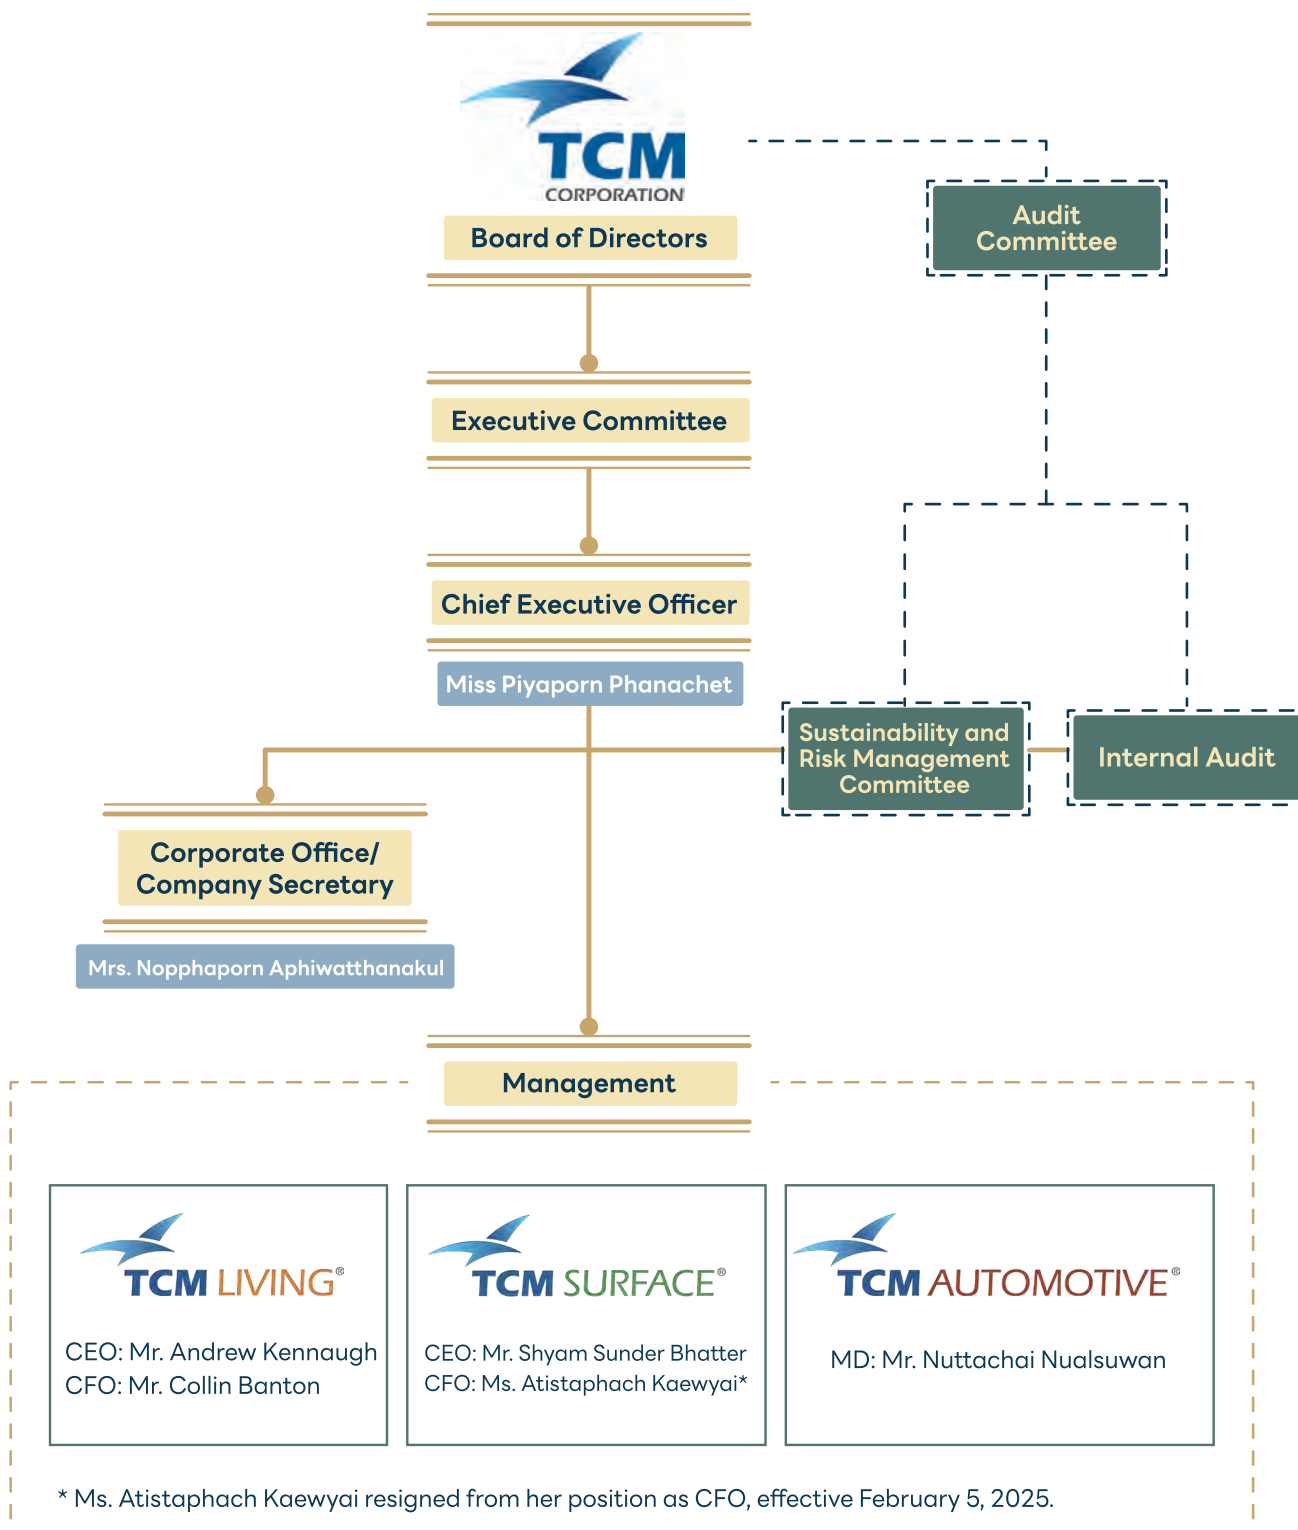 TCM
CORPORATION
Board of Directors
Audit
Committee
Executive Committee
Chief Executive Officer
Miss Piyaporn Phanachet
Sustainability and
Risk Management
Committee
Internal Audit
Corporate Office/
Company Secretary
Mrs. Nopphaporn Aphiwatthanakul
Management
TCM LIVING®
CEO: Mr. Andrew Kennaugh
CFO: Mr. Collin Banton
TCM SURFACE®
CEO: Mr. Shyam Sunder Bhatter
CFO: Ms. Atistaphach Kaewyai*
TCM AUTOMOTIVE®
MD: Mr. Nuttachai Nualsuwan
* Ms. Atistaphach Kaewyai resigned from her position as CFO, effective February 5, 2025.